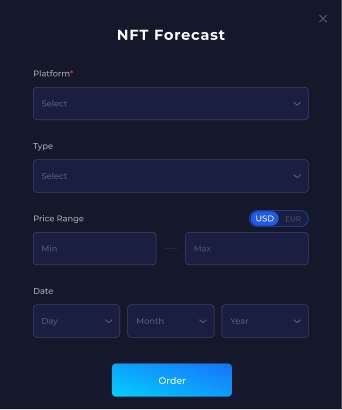 NFT Forecast
Platform*
Select
Type
Select
Price Range USD EUR
Min Max
Date
Day Month Year
Order